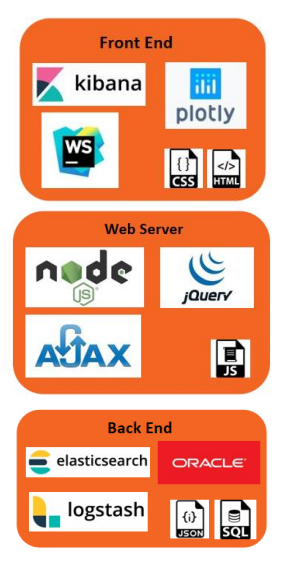 Front End
kibana
plotly
WS
{ }
CSS
</>
HTML
Web Server
node
JS
jQuery
AJAX
JS
Back End
elasticsearch
ORACLE
logstash
{i}
JSON
SQL